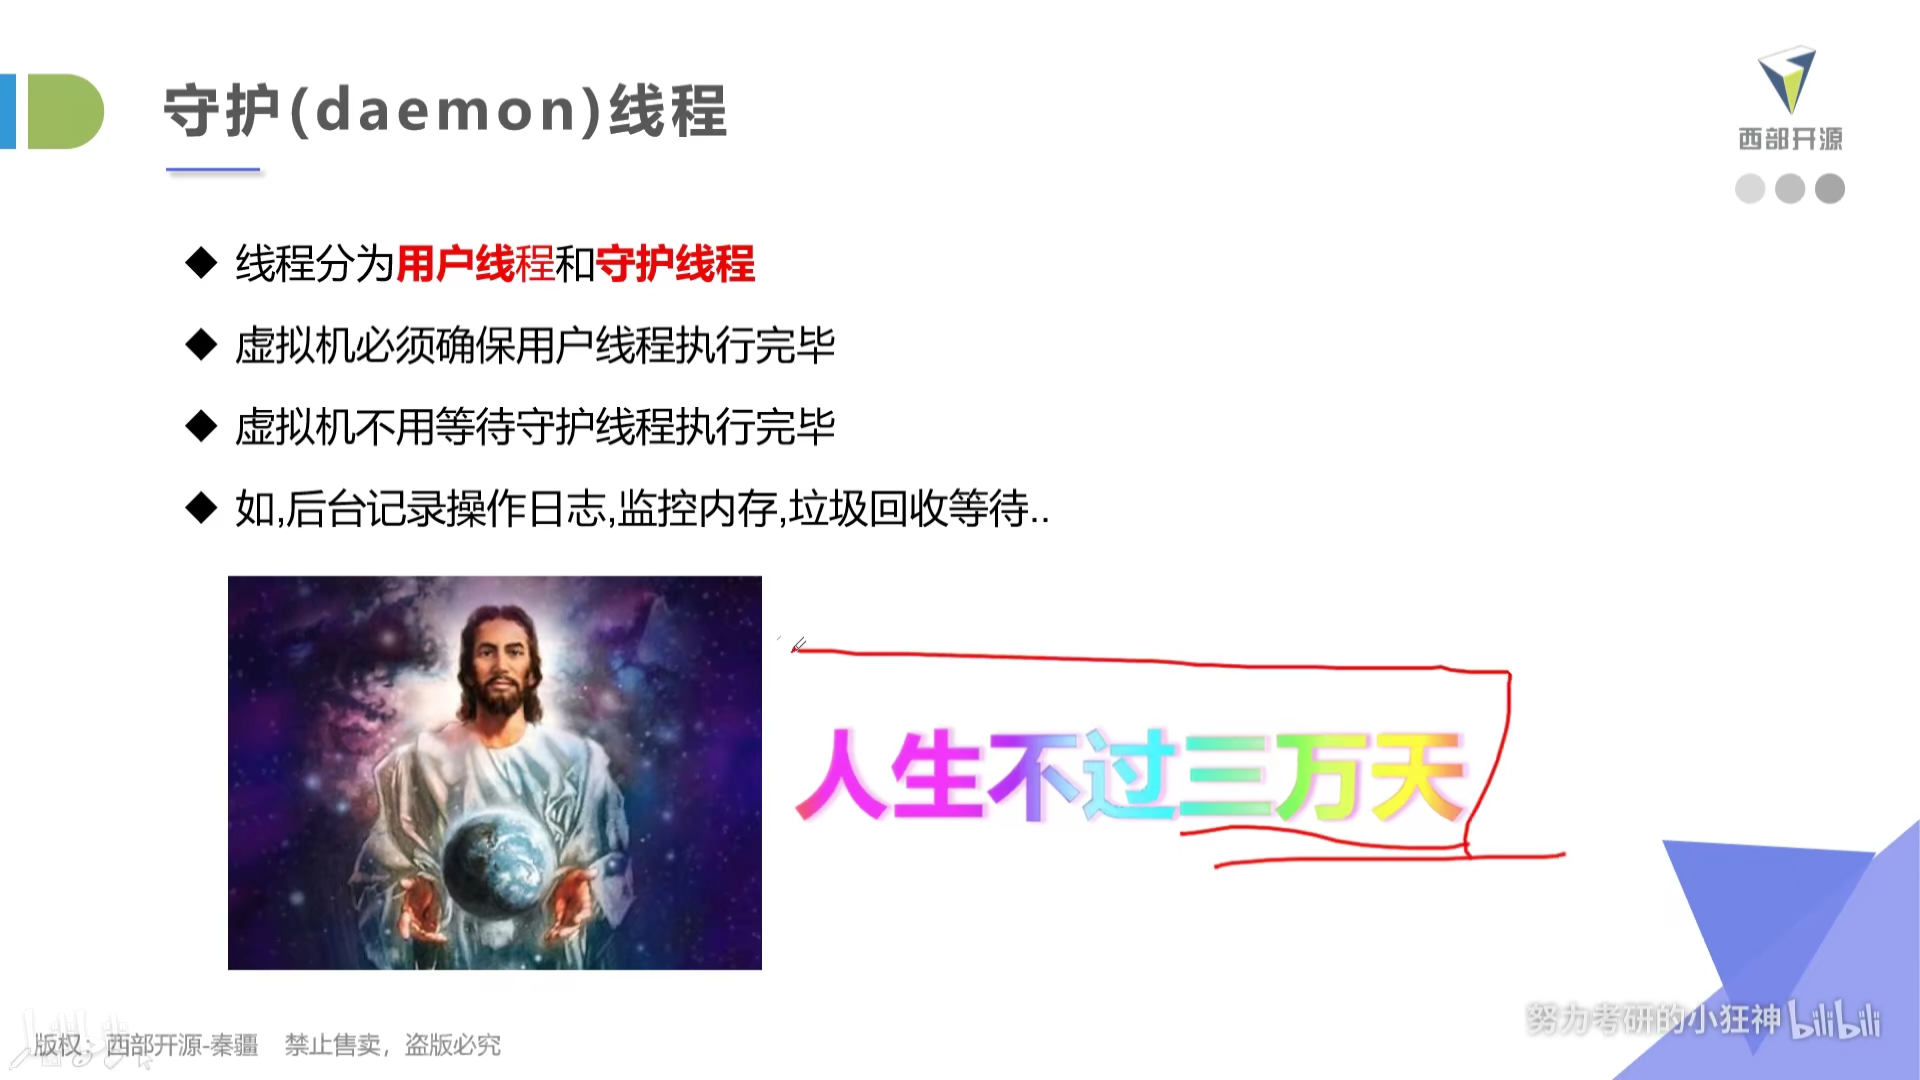 守护(daemon)线程
西部开源
线程分为用户线程和守护线程
虚拟机必须确保用户线程执行完毕
虚拟机不用等待守护线程执行完毕
如,后台记录操作日志,监控内存,垃圾回收等待..
人生不过三万天
努力考研的小狂神 bilibili
版权：西部开源-秦疆 禁止售卖，盗版必究